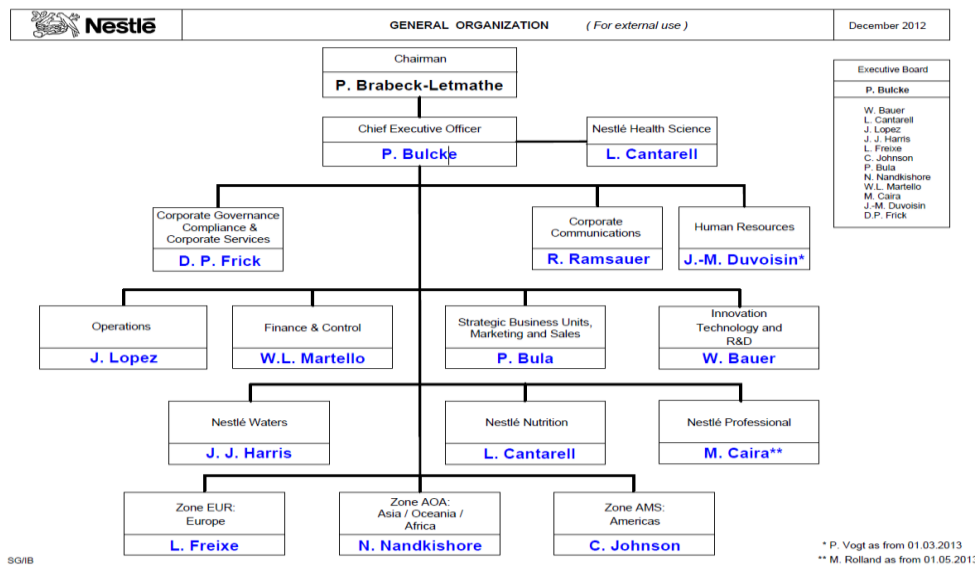 Nestlé
GENERAL ORGANIZATION ( For external use )
December 2012
Chairman
P. Brabeck-Letmathe
Executive Board
P. Bulcke
W. Bauer
L. Cantarell
J. Lopez
J. J. Harris
L. Freixe
C. Johnson
P. Bula
N. Nandkishore
W.L. Martello
M. Caira
J.-M. Duvoisin
D.P. Frick
Chief Executive Officer
P. Bulcke
Nestlé Health Science
L. Cantarell
Corporate Governance
Compliance &
Corporate Services
D. P. Frick
Corporate
Communications
R. Ramsauer
Human Resources
J.-M. Duvoisin*
Operations
J. Lopez
Finance & Control
W.L. Martello
Strategic Business Units,
Marketing and Sales
P. Bula
Innovation
Technology and
R&D
W. Bauer
Nestlé Waters
J. J. Harris
Nestlé Nutrition
L. Cantarell
Nestlé Professional
M. Caira**
Zone EUR:
Europe
L. Freixe
Zone AOA:
Asia / Oceania /
Africa
N. Nandkishore
Zone AMS:
Americas
C. Johnson
SG/IB
* P. Vogt as from 01.03.2013
** M. Rolland as from 01.05.2013